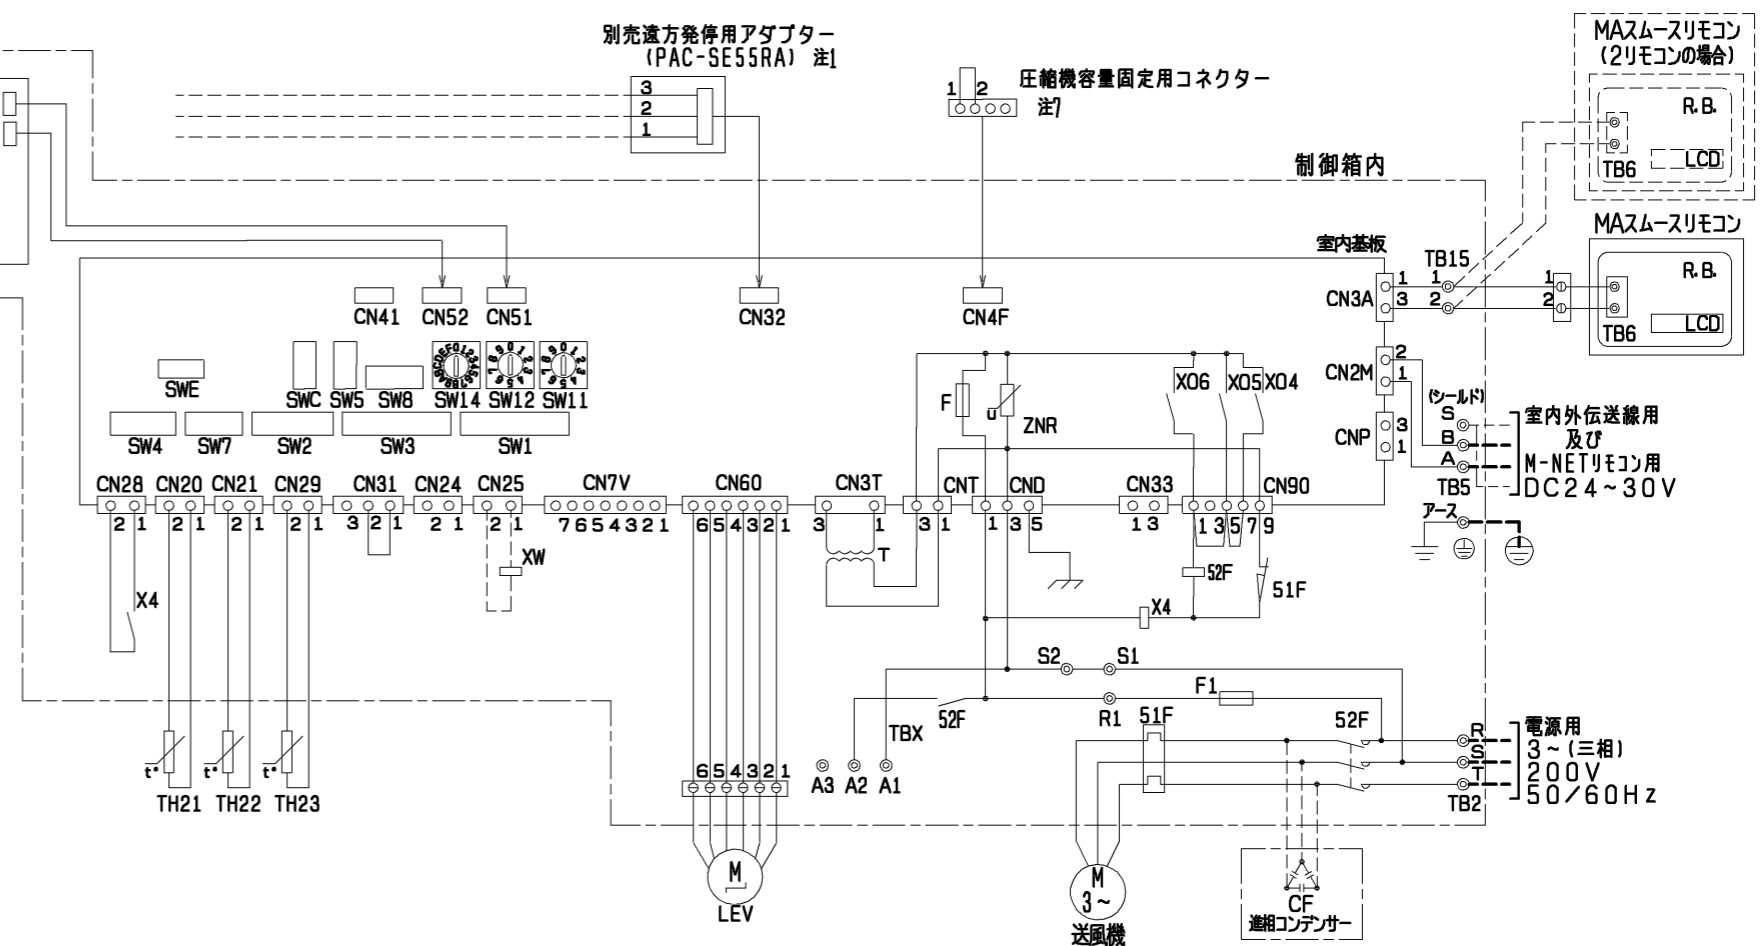 別売遠方発停用アダプター
(PAC-SE55RA) 注1
3
2
1
1 2
圧縮機容量固定用コネクター
注7
MAスムースリモコン
(2リモコンの場合)
R.B.
LCD
TB6
制御箱内
MAスムースリモコン
R.B.
LCD
TB6
室内基板
TB15
CN3A
1 1 1
3 2 2
CN41 CN52 CN51 CN32 CN4F
SWE SWC SW5 SW8 SW14 SW12 SW11
SW4 SW7 SW2 SW3 SW1
F
u
ZNR
X06 X05 X04
CN2M
2
1
CNP
3
1
(シールド)
S
B
A
TB5
室内外伝送線用
及び
M-NETリモコン用
DC24~30V
アース
CN28 CN20 CN21 CN29 CN31 CN24 CN25 CN7V CN60 CN3T CNT CND CN33 CN90
2 1 2 1 2 1 2 1 3 2 1 2 1 2 1 7 6 5 4 3 2 1 6 5 4 3 2 1 3 1 3 1 1 3 5 1 3 1 3 5 7 9
XW
T
52F
51F
X4
X4
S2 S1
F1
52F
R1
51F
52F
TBX
A3 A2 A1
R
S
T
TB2
電源用
3~(三相)
200V
50/60Hz
t° t° t°
TH21 TH22 TH23
6 5 4 3 2 1
M
LEV
M
3~
送風機
CF
進相コンデンサー